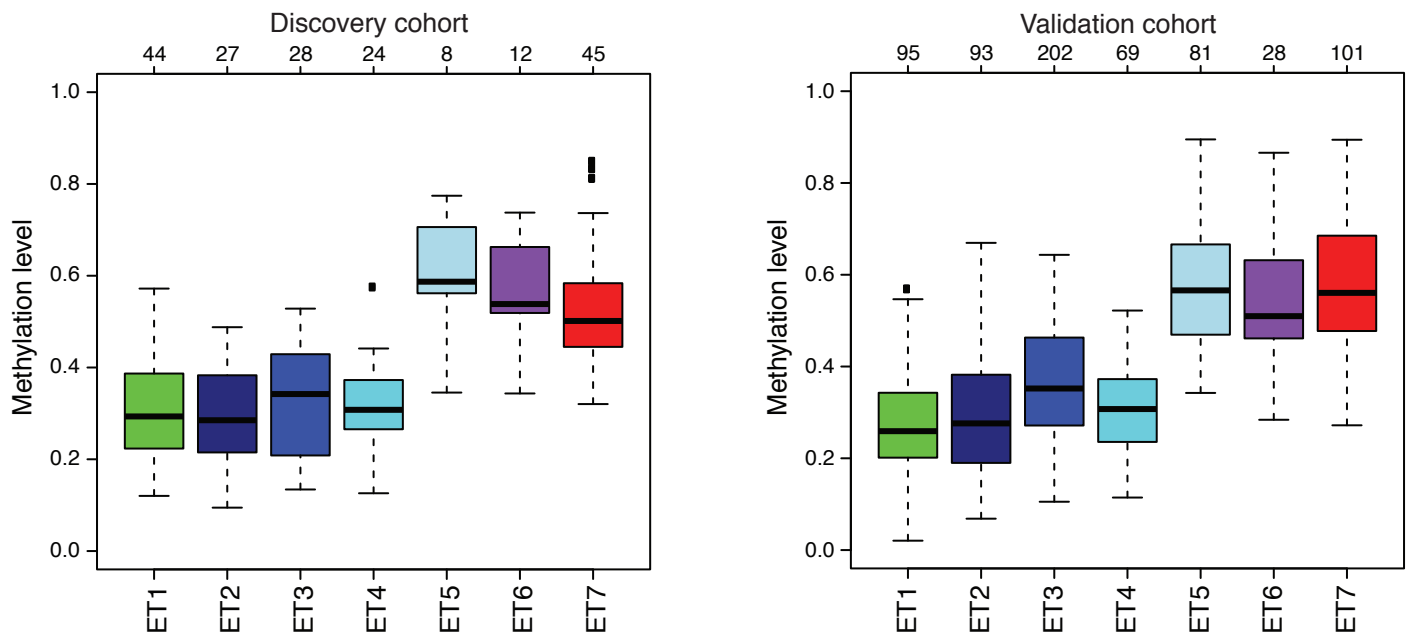 Discovery cohort
44 27 28 24 8 12 45
Methylation level
1.0
0.8
0.6
0.4
0.2
0.0
ET1 ET2 ET3 ET4 ET5 ET6 ET7
Validation cohort
95 93 202 69 81 28 101
Methylation level
1.0
0.8
0.6
0.4
0.2
0.0
ET1 ET2 ET3 ET4 ET5 ET6 ET7